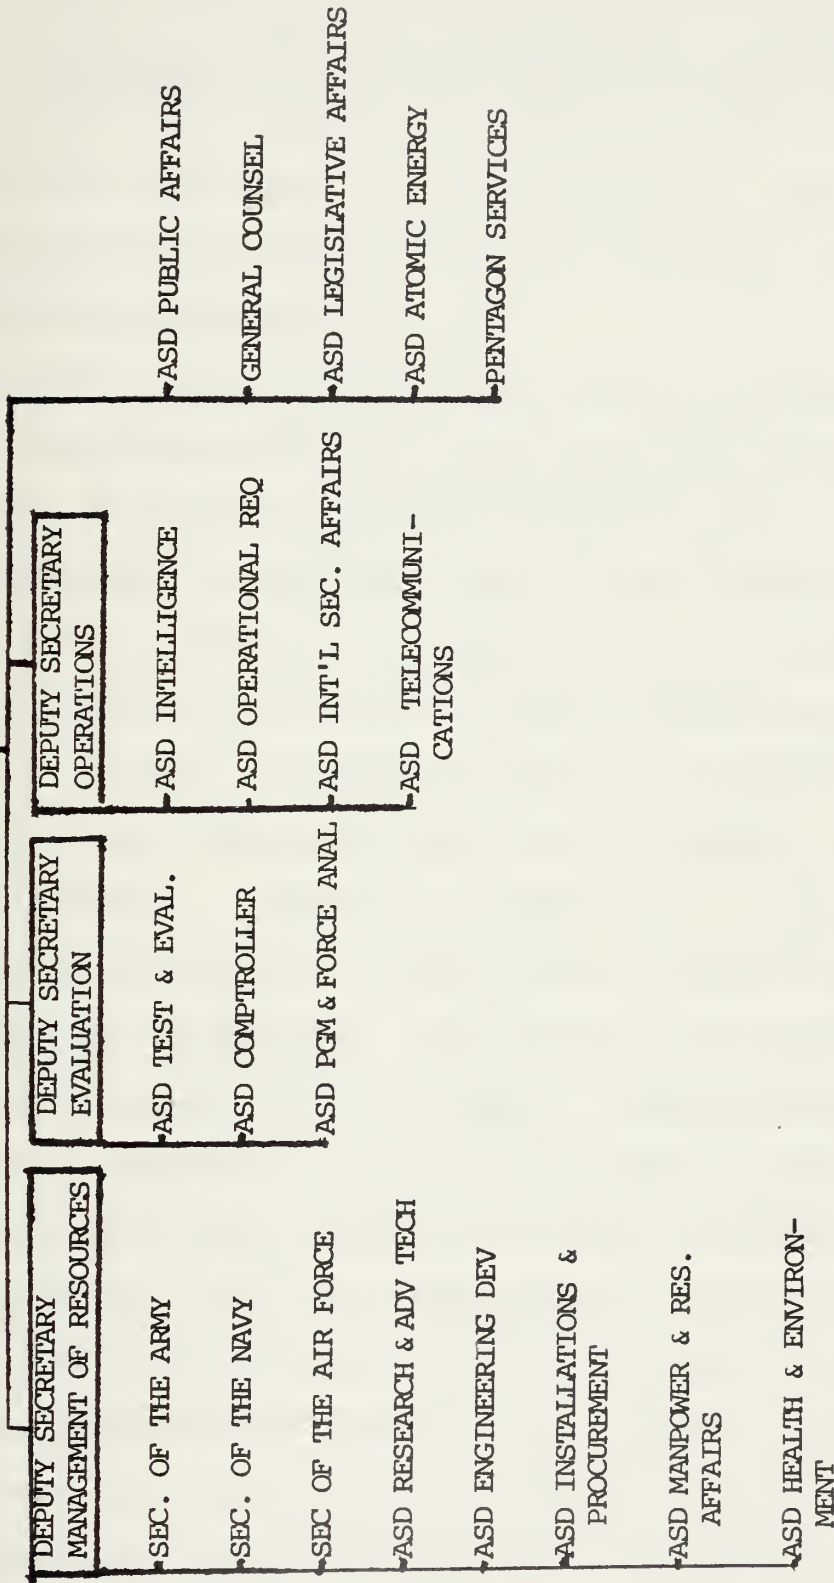 DEPUTY SECRETARY
MANAGEMENT OF RESOURCES
SEC. OF THE ARMY
SEC. OF THE NAVY
SEC OF THE AIR FORCE
ASD RESEARCH & ADV TECH
ASD ENGINEERING DEV
ASD INSTALLATIONS &
PROCUREMENT
ASD MANPOWER & RES.
AFFAIRS
ASD HEALTH & ENVIRON-
MENT
DEPUTY SECRETARY
EVALUATION
ASD TEST & EVAL.
ASD COMPTROLLER
ASD PGM & FORCE ANAL
DEPUTY SECRETARY
OPERATIONS
ASD INTELLIGENCE
ASD OPERATIONAL REQ
ASD INT'L SEC. AFFAIRS
ASD TELECOMMUNI-
CATIONS
ASD PUBLIC AFFAIRS
GENERAL COUNSEL
ASD LEGISLATIVE AFFAIRS
ASD ATOMIC ENERGY
PENTAGON SERVICES